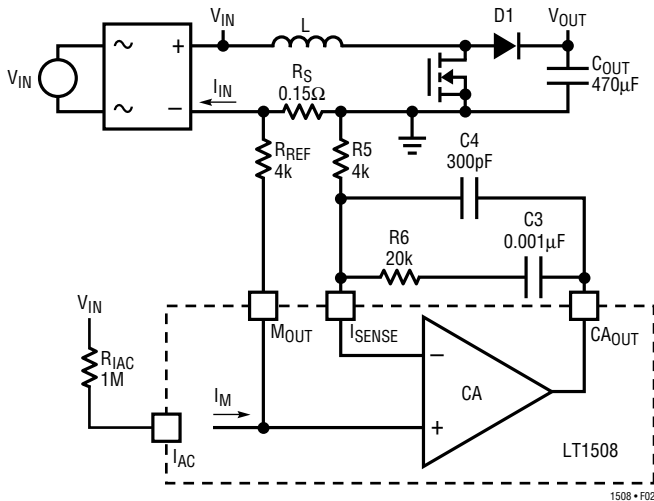 V_IN
L
D1
V_OUT
V_IN
∼
+
∼
−
I_IN
R_S
0.15Ω
C_OUT
470µF
R_REF
4k
R5
4k
C4
300pF
R6
20k
C3
0.001µF
V_IN
R_IAC
1M
M_OUT
I_SENSE
CA_OUT
I_M
−
CA
+
I_AC
LT1508
1508 • F02